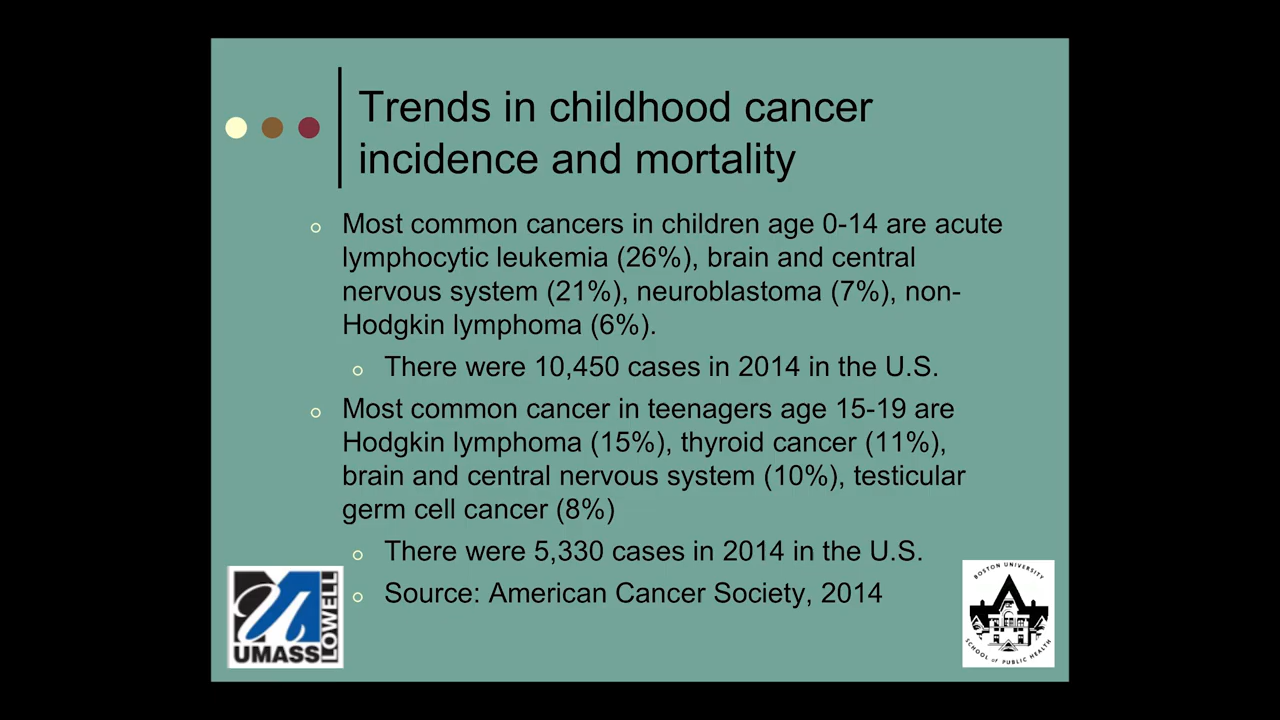 Trends in childhood cancer
incidence and mortality
Most common cancers in children age 0-14 are acute
lymphocytic leukemia (26%), brain and central
nervous system (21%), neuroblastoma (7%), non-
Hodgkin lymphoma (6%).
There were 10,450 cases in 2014 in the U.S.
Most common cancer in teenagers age 15-19 are
Hodgkin lymphoma (15%), thyroid cancer (11%),
brain and central nervous system (10%), testicular
germ cell cancer (8%)
There were 5,330 cases in 2014 in the U.S.
Source: American Cancer Society, 2014
UMASS
LOWELL
BOSTON UNIVERSITY
SCHOOL of PUBLIC HEALTH